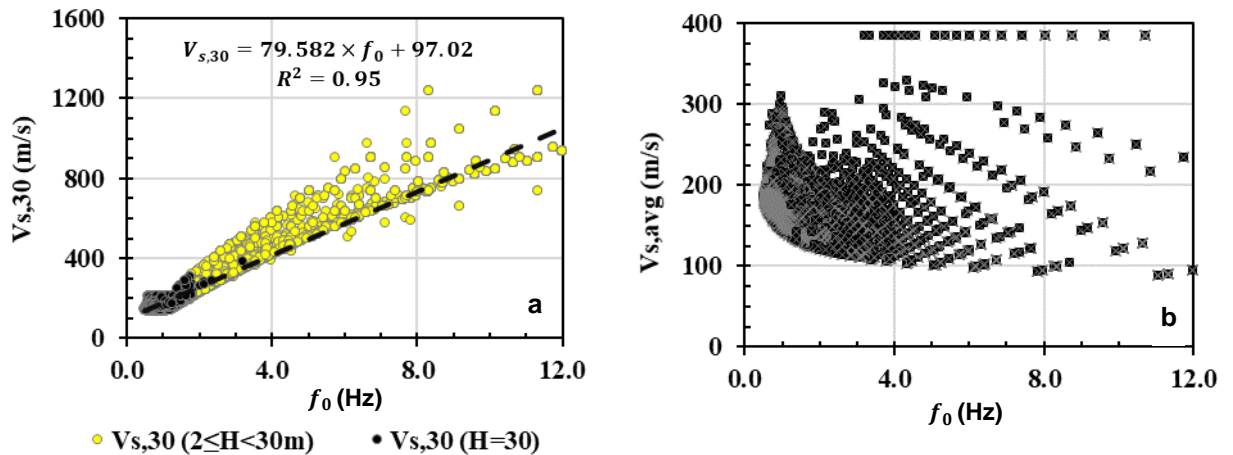 1600
1200
800
400
0
Vs,30 (m/s)
V_{s,30} = 79.582 × f_0 + 97.02
R^2 = 0.95
a
0.0 4.0 8.0 12.0
f_0 (Hz)
Vs,30 (2≤H<30m) Vs,30 (H=30)
400
300
200
100
0
Vs,avg (m/s)
b
0.0 4.0 8.0 12.0
f_0 (Hz)